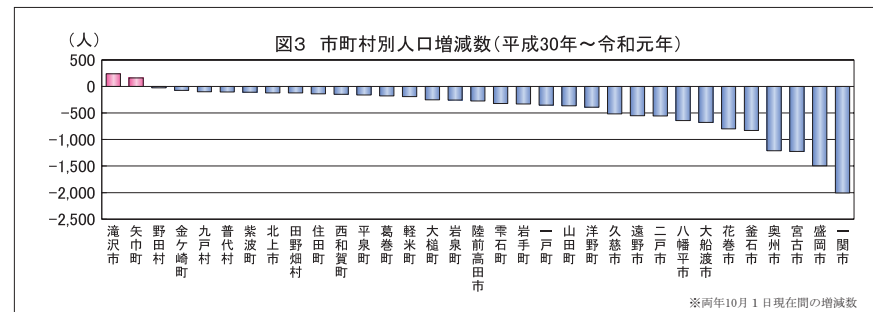 図3 市町村別人口増減数(平成30年～令和元年)
(人)
500
0
-500
-1,000
-1,500
-2,000
-2,500
滝沢市
矢巾町
野田村
金ケ崎町
九戸村
普代村
紫波町
北上市
田野畑村
住田町
西和賀町
平泉町
葛巻町
軽米町
大槌町
岩泉町
陸前高田市
雫石町
岩手町
一戸町
山田町
洋野町
久慈市
遠野市
二戸市
八幡平市
大船渡市
花巻市
釜石市
奥州市
宮古市
盛岡市
一関市
※両年10月1日現在間の増減数